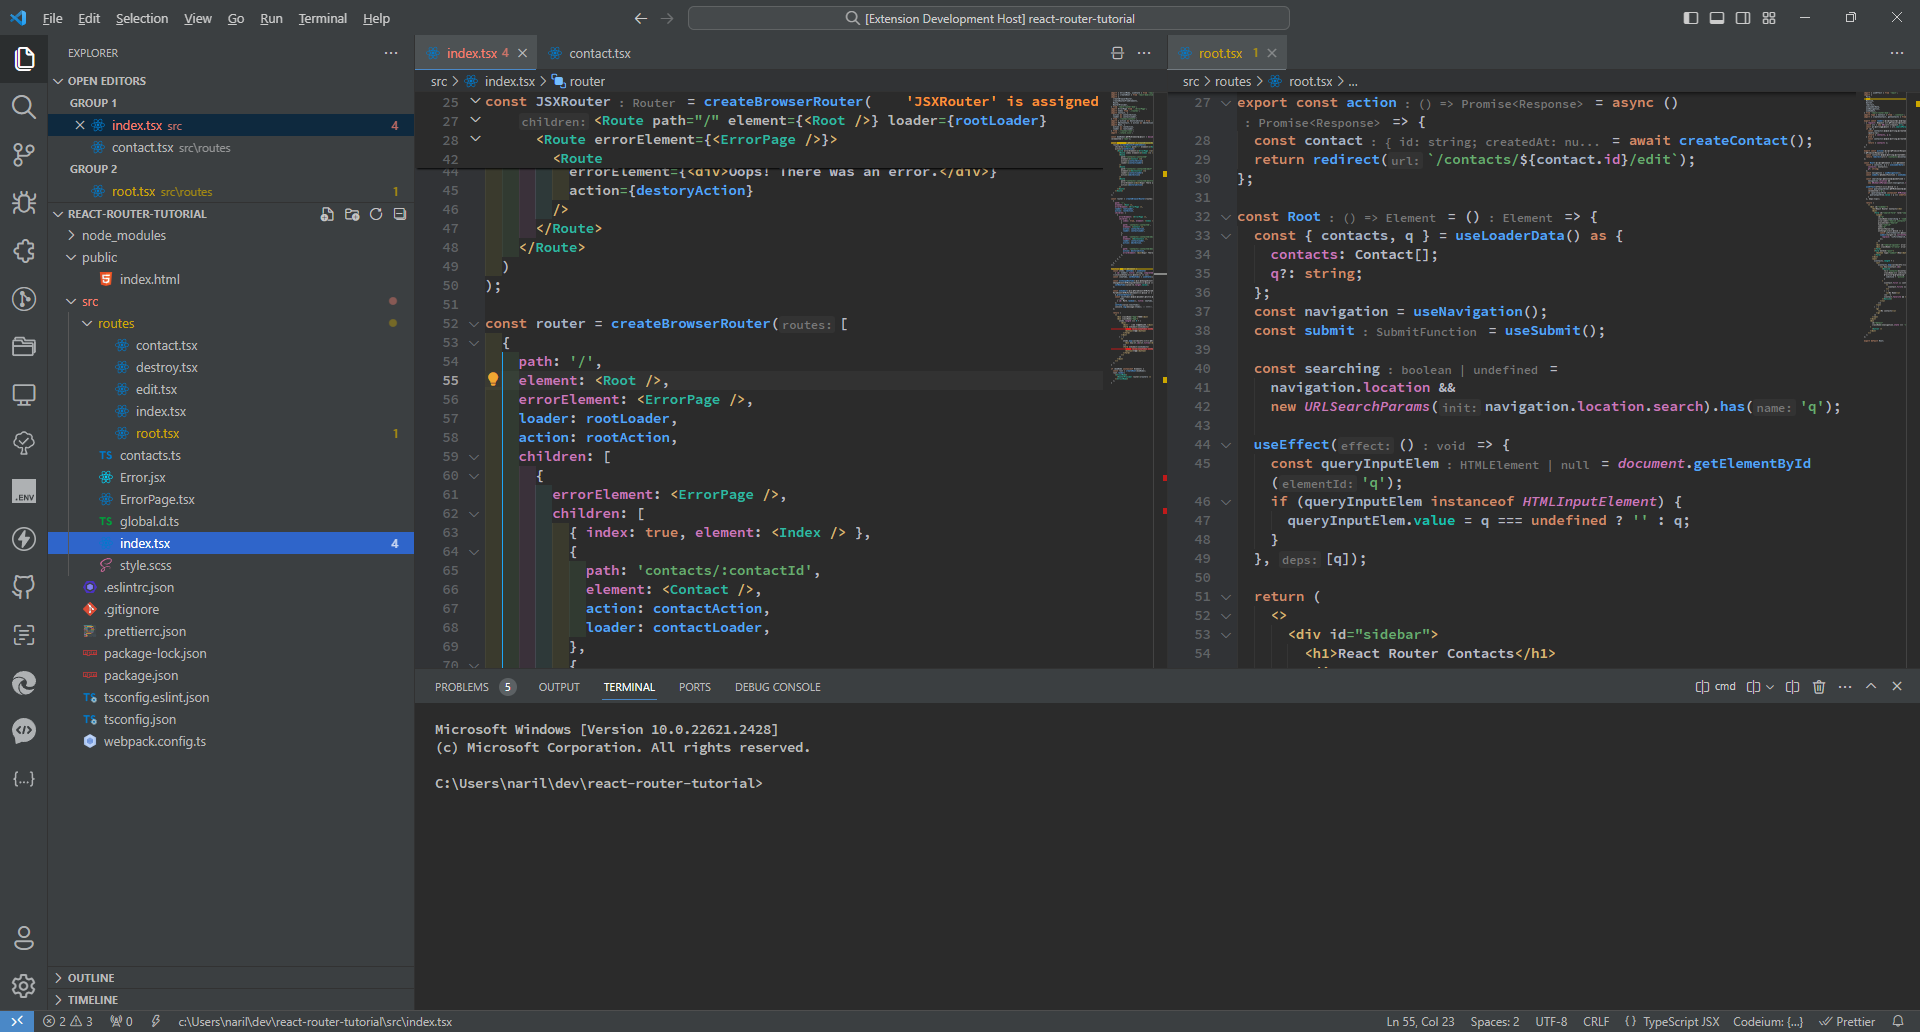 File Edit Selection View Go Run Terminal Help
[Extension Development Host] react-router-tutorial
EXPLORER
OPEN EDITORS
GROUP 1
index.tsx src 4
contact.tsx src\routes
GROUP 2
root.tsx src\routes 1
REACT-ROUTER-TUTORIAL
node_modules
public
index.html
src
routes
contact.tsx
destroy.tsx
edit.tsx
index.tsx
root.tsx 1
contacts.ts
Error.jsx
ErrorPage.tsx
global.d.ts
index.tsx 4
style.scss
.eslintrc.json
.gitignore
.prettierrc.json
package-lock.json
package.json
tsconfig.eslint.json
tsconfig.json
webpack.config.ts
OUTLINE
TIMELINE
.ENV
index.tsx 4
contact.tsx
src > index.tsx > router
25 const JSXRouter : Router = createBrowserRouter( 'JSXRouter' is assigned
27 children: <Route path="/" element={<Root />} loader={rootLoader}
28 <Route errorElement={<ErrorPage />}>
42 <Route
44 errorElement={<div>Oops! There was an error.</div>}
45 action={destoryAction}
46 />
47 </Route>
48 </Route>
49 )
50 );
51
52 const router = createBrowserRouter( routes: [
53 {
54 path: '/',
55 element: <Root />,
56 errorElement: <ErrorPage />,
57 loader: rootLoader,
58 action: rootAction,
59 children: [
60 {
61 errorElement: <ErrorPage />,
62 children: [
63 { index: true, element: <Index /> },
64 {
65 path: 'contacts/:contactId',
66 element: <Contact />,
67 action: contactAction,
68 loader: contactLoader,
69 },
70 {
root.tsx 1
src > routes > root.tsx > ...
27 export const action : () => Promise<Response> = async ()
: Promise<Response> => {
28 const contact : { id: string; createdAt: nu... = await createContact();
29 return redirect( url: `/contacts/${contact.id}/edit`);
30 };
31
32 const Root : () => Element = () : Element => {
33 const { contacts, q } = useLoaderData() as {
34 contacts: Contact[];
35 q?: string;
36 };
37 const navigation = useNavigation();
38 const submit : SubmitFunction = useSubmit();
39
40 const searching : boolean | undefined =
41 navigation.location &&
42 new URLSearchParams( init: navigation.location.search).has( name: 'q');
43
44 useEffect( effect: () : void => {
45 const queryInputElem : HTMLElement | null = document.getElementById
( elementId: 'q');
46 if (queryInputElem instanceof HTMLInputElement) {
47 queryInputElem.value = q === undefined ? '' : q;
48 }
49 }, deps: [q]);
50
51 return (
52 <>
53 <div id="sidebar">
54 <h1>React Router Contacts</h1>
PROBLEMS 5 OUTPUT TERMINAL PORTS DEBUG CONSOLE
cmd
Microsoft Windows [Version 10.0.22621.2428]
(c) Microsoft Corporation. All rights reserved.
C:\Users\naril\dev\react-router-tutorial>
2 3 0 c:\Users\naril\dev\react-router-tutorial\src\index.tsx
Ln 55, Col 23 Spaces: 2 UTF-8 CRLF {} TypeScript JSX Codeium: {...} Prettier